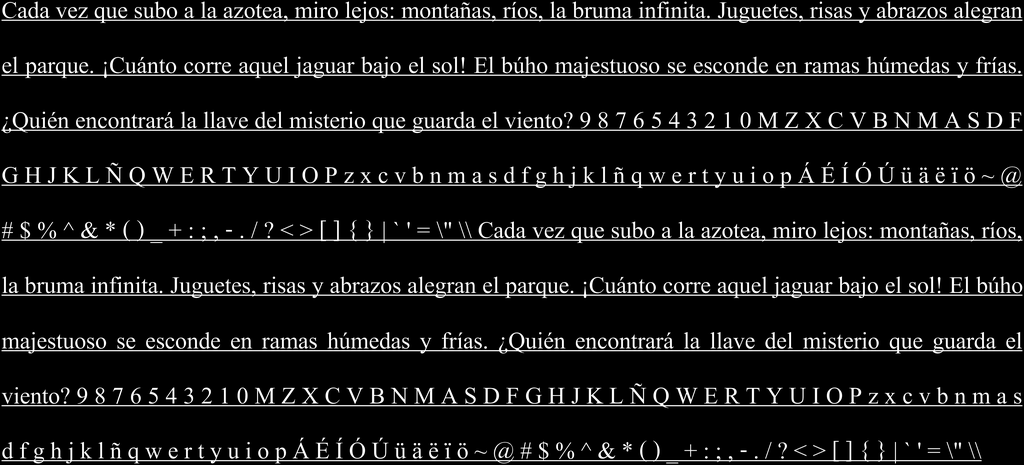 Cada vez que subo a la azotea, miro lejos: montañas, ríos, la bruma infinita. Juguetes, risas y abrazos alegran
el parque. ¡Cuánto corre aquel jaguar bajo el sol! El búho majestuoso se esconde en ramas húmedas y frías.
¿Quién encontrará la llave del misterio que guarda el viento? 9 8 7 6 5 4 3 2 1 0 M Z X C V B N M A S D F
G H J K L Ñ Q W E R T Y U I O P z x c v b n m a s d f g h j k l ñ q w e r t y u i o p Á É Í Ó Ú ü ä ë ï ö ~ @
# $ % ^ & * ( ) _ + : ; , - . / ? < > [ ] { } | ` ' = \" \\ Cada vez que subo a la azotea, miro lejos: montañas, ríos,
la bruma infinita. Juguetes, risas y abrazos alegran el parque. ¡Cuánto corre aquel jaguar bajo el sol! El búho
majestuoso se esconde en ramas húmedas y frías. ¿Quién encontrará la llave del misterio que guarda el
viento? 9 8 7 6 5 4 3 2 1 0 M Z X C V B N M A S D F G H J K L Ñ Q W E R T Y U I O P z x c v b n m a s
d f g h j k l ñ q w e r t y u i o p Á É Í Ó Ú ü ä ë ï ö ~ @ # $ % ^ & * ( ) _ + : ; , - . / ? < > [ ] { } | ` ' = \" \\